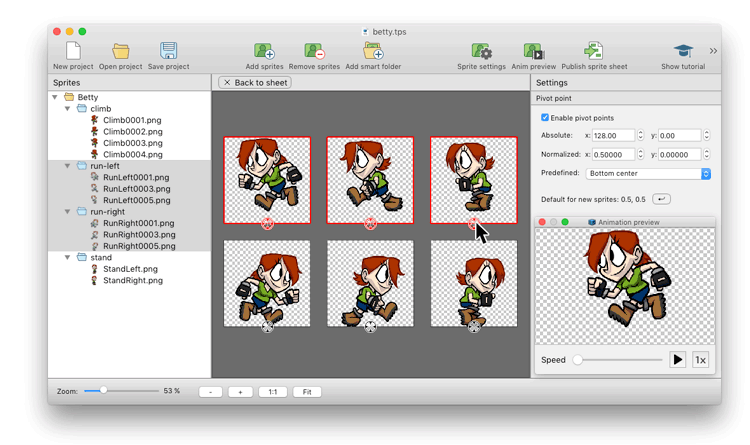 betty.tps
New project
Open project
Save project
Add sprites
Remove sprites
Add smart folder
Sprite settings
Anim preview
Publish sprite sheet
Show tutorial
Sprites
× Back to sheet
Settings
Betty
climb
Climb0001.png
Climb0002.png
Climb0003.png
Climb0004.png
run-left
RunLeft0001.png
RunLeft0003.png
RunLeft0005.png
run-right
RunRight0001.png
RunRight0003.png
RunRight0005.png
stand
StandLeft.png
StandRight.png
Pivot point
Enable pivot points
Absolute: x: 128.00 y: 0.00
Normalized: x: 0.50000 y: 0.00000
Predefined: Bottom center
Default for new sprites: 0.5, 0.5
Animation preview
Speed 1x
Zoom: 53 % - + 1:1 Fit